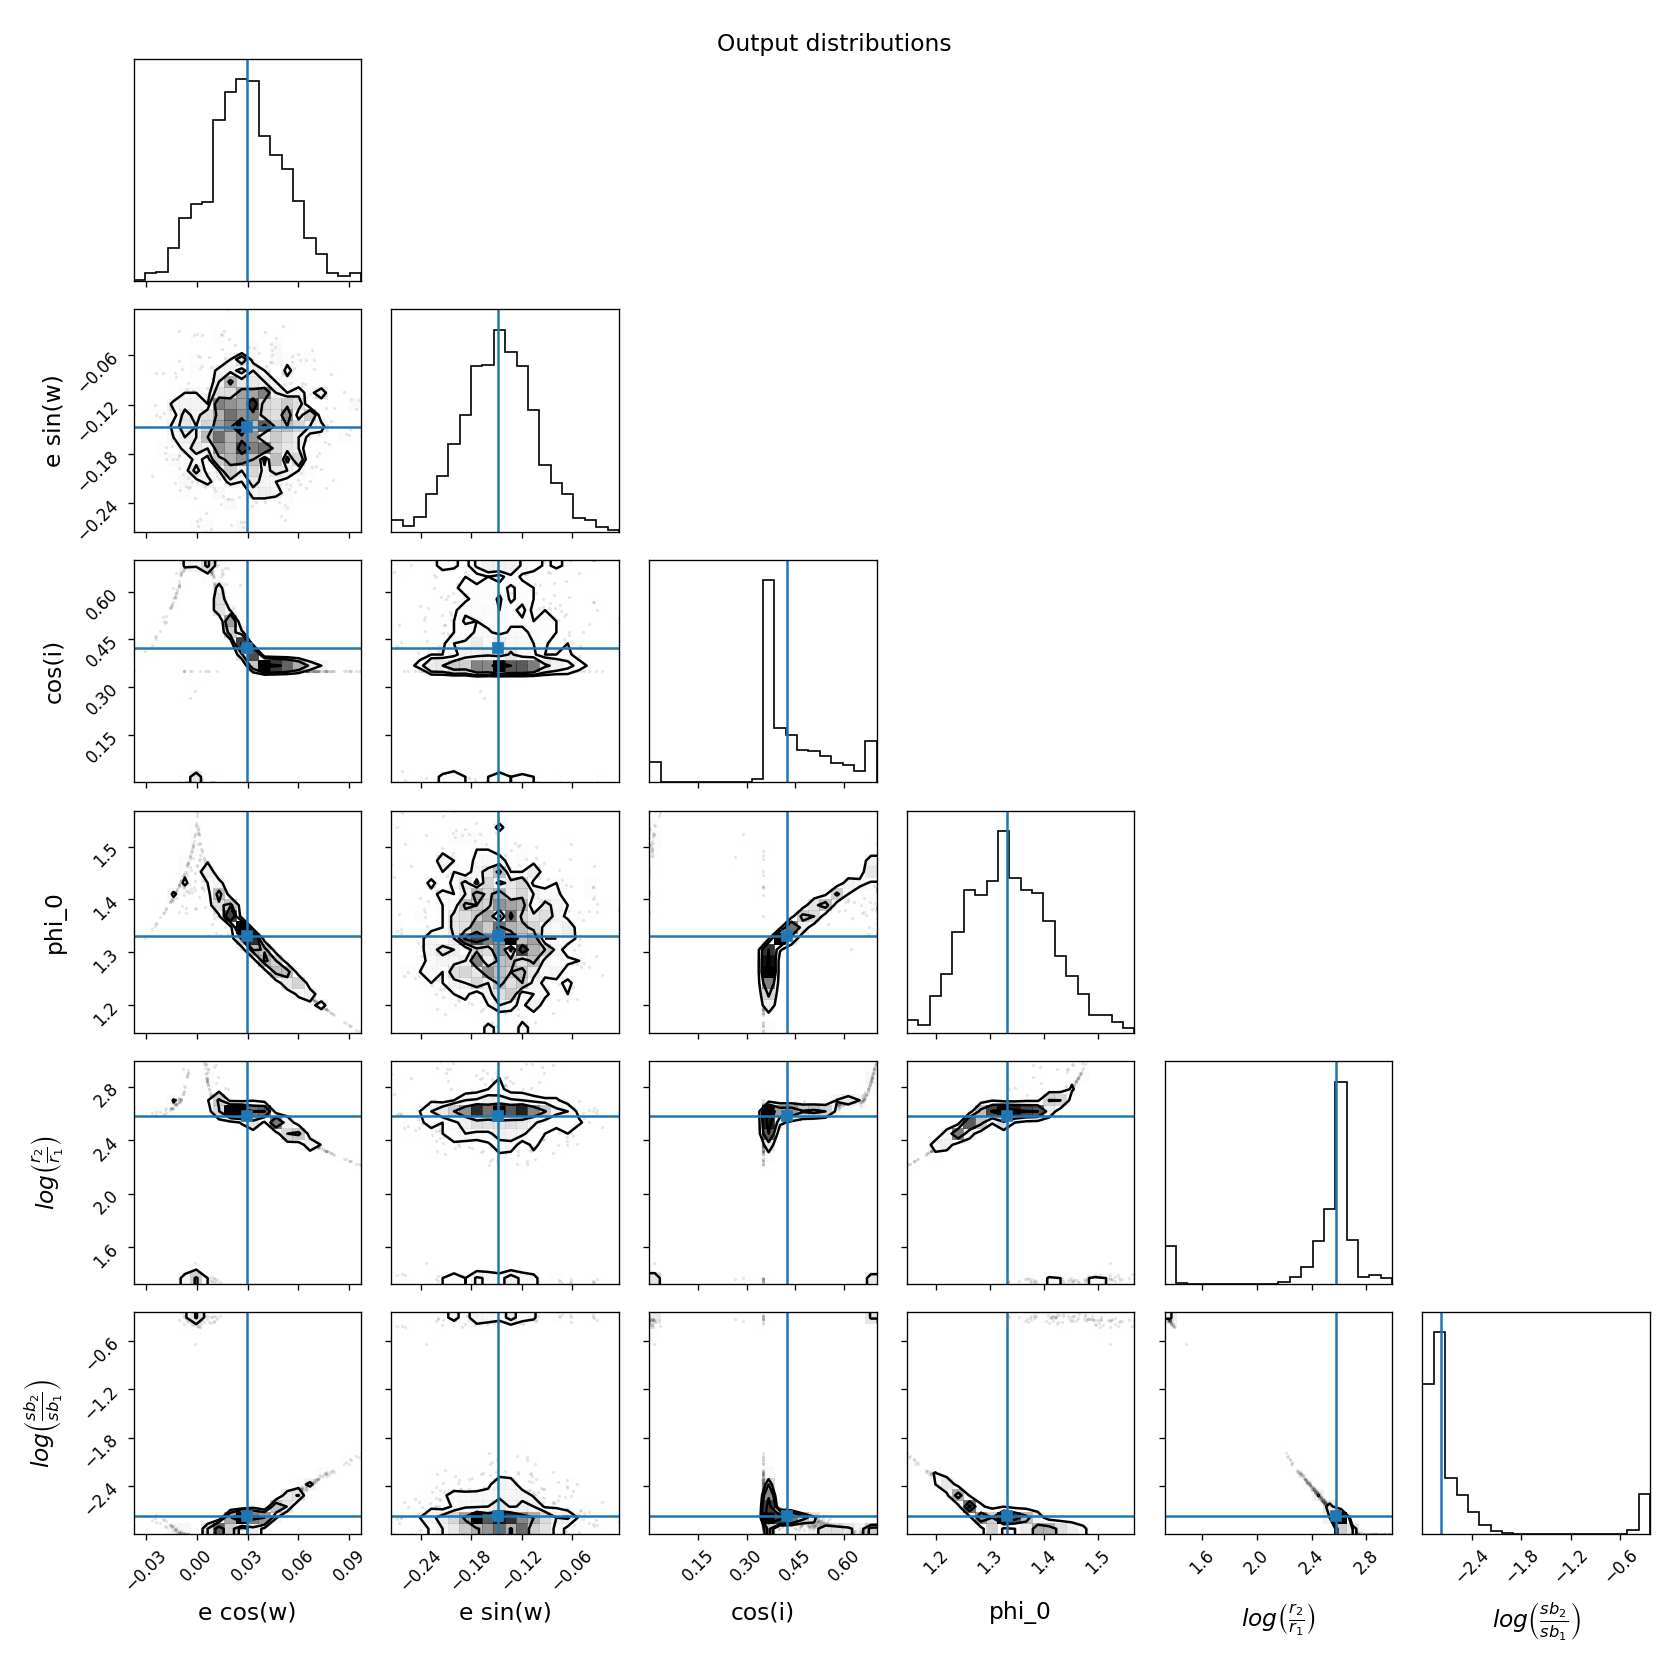 Output distributions
e sin(w)
−0.06
−0.12
−0.18
−0.24
cos(i)
0.60
0.45
0.30
0.15
phi_0
1.5
1.4
1.3
1.2
log(r₂/r₁)
2.8
2.4
2.0
1.6
log(sb₂/sb₁)
−0.6
−1.2
−1.8
−2.4
−0.03 0.00 0.03 0.06 0.09
−0.24 −0.18 −0.12 −0.06
0.15 0.30 0.45 0.60
1.2 1.3 1.4 1.5
1.6 2.0 2.4 2.8
−2.4 −1.8 −1.2 −0.6
e cos(w)
e sin(w)
cos(i)
phi_0
log(r₂/r₁)
log(sb₂/sb₁)